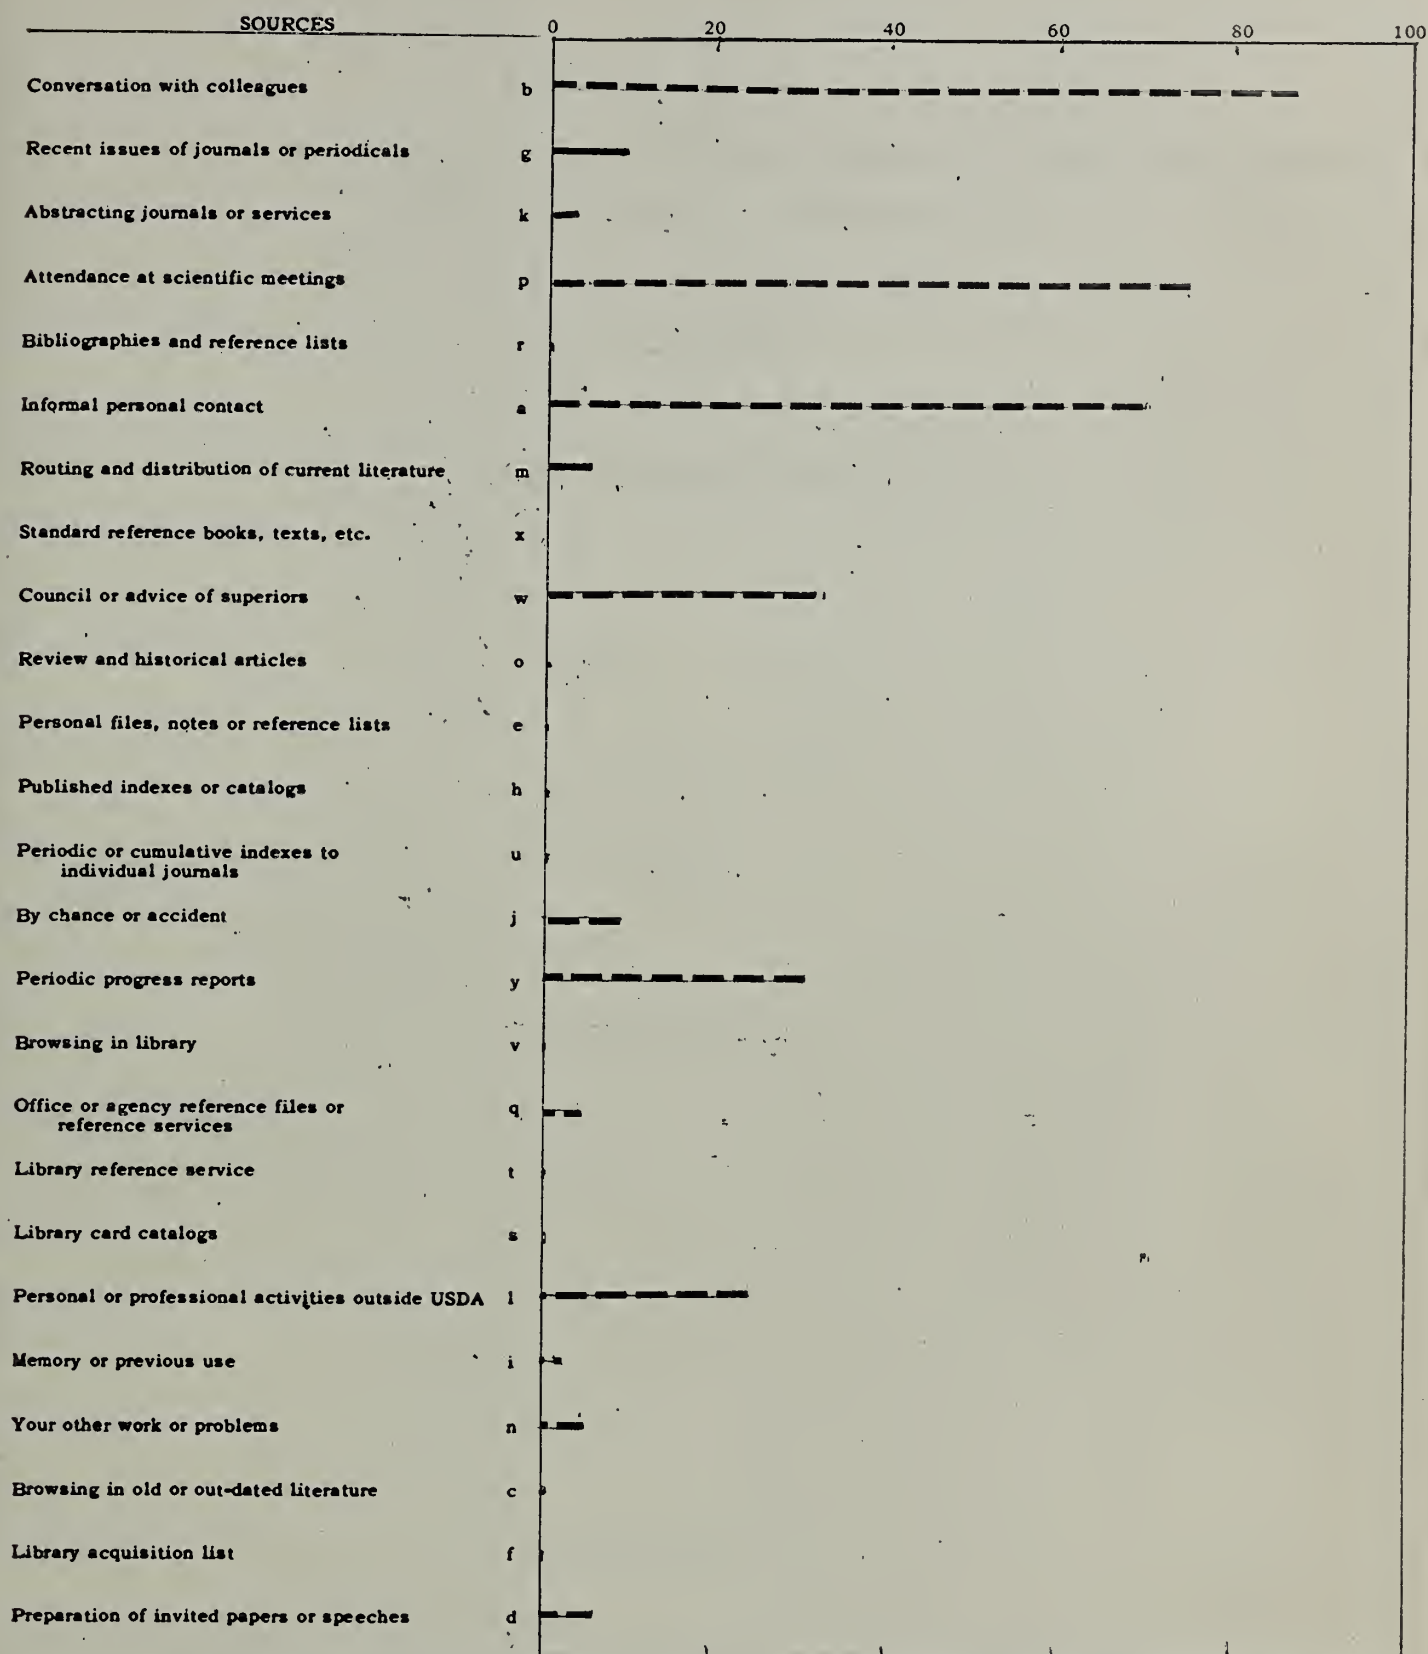 SOURCES 0 20 40 60 80 100
Conversation with colleagues b
Recent issues of journals or periodicals g
Abstracting journals or services k
Attendance at scientific meetings p
Bibliographies and reference lists r
Informal personal contact a
Routing and distribution of current literature m
Standard reference books, texts, etc. x
Council or advice of superiors w
Review and historical articles o
Personal files, notes or reference lists e
Published indexes or catalogs h
Periodic or cumulative indexes to u
individual journals
By chance or accident j
Periodic progress reports y
Browsing in library v
Office or agency reference files or q
reference services
Library reference service t
Library card catalogs s
Personal or professional activities outside USDA l
Memory or previous use i
Your other work or problems n
Browsing in old or out-dated literature c
Library acquisition list f
Preparation of invited papers or speeches d